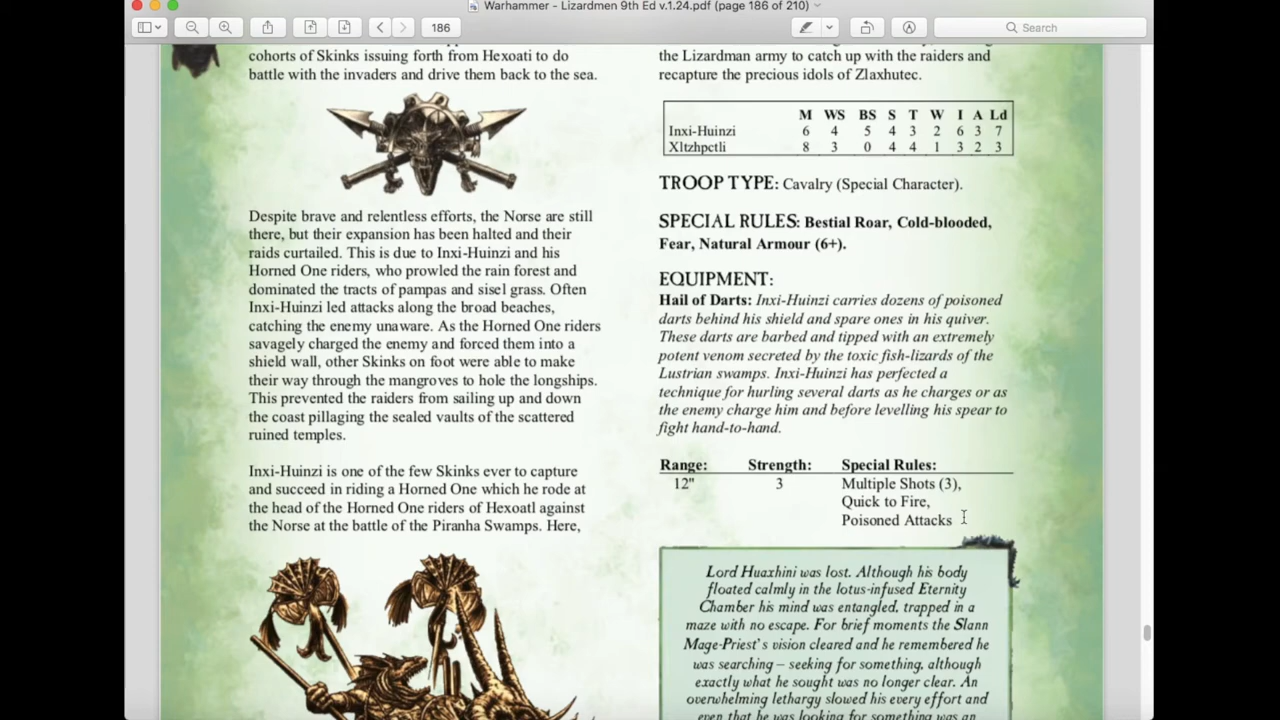 Warhammer - Lizardmen 9th Ed v.1.24.pdf (page 186 of 210)
186
Search
cohorts of Skinks issuing forth from Hexoati to do
battle with the invaders and drive them back to the sea.
Despite brave and relentless efforts, the Norse are still
there, but their expansion has been halted and their
raids curtailed. This is due to Inxi-Huinzi and his
Horned One riders, who prowled the rain forest and
dominated the tracts of pampas and sisel grass. Often
Inxi-Huinzi led attacks along the broad beaches,
catching the enemy unaware. As the Horned One riders
savagely charged the enemy and forced them into a
shield wall, other Skinks on foot were able to make
their way through the mangroves to hole the longships.
This prevented the raiders from sailing up and down
the coast pillaging the sealed vaults of the scattered
ruined temples.
Inxi-Huinzi is one of the few Skinks ever to capture
and succeed in riding a Horned One which he rode at
the head of the Horned One riders of Hexoatl against
the Norse at the battle of the Piranha Swamps. Here,
the Lizardman army to catch up with the raiders and
recapture the precious idols of Zlaxhutec.
M WS BS S T W I A Ld
Inxi-Huinzi 6 4 5 4 3 2 6 3 7
Xltzhpctli 8 3 0 4 4 1 3 2 3
TROOP TYPE: Cavalry (Special Character).
SPECIAL RULES: Bestial Roar, Cold-blooded,
Fear, Natural Armour (6+).
EQUIPMENT:
Hail of Darts: Inxi-Huinzi carries dozens of poisoned
darts behind his shield and spare ones in his quiver.
These darts are barbed and tipped with an extremely
potent venom secreted by the toxic fish-lizards of the
Lustrian swamps. Inxi-Huinzi has perfected a
technique for hurling several darts as he charges or as
the enemy charge him and before levelling his spear to
fight hand-to-hand.
Range: Strength: Special Rules:
12" 3 Multiple Shots (3),
Quick to Fire,
Poisoned Attacks
Lord Huaxhini was lost. Although his body
floated calmly in the lotus-infused Eternity
Chamber his mind was entangled, trapped in a
maze with no escape. For brief moments the Slann
Mage-Priest's vision cleared and he remembered he
was searching – seeking for something, although
exactly what he sought was no longer clear. An
overwhelming lethargy slowed his every effort and
even that he was looking for something was an